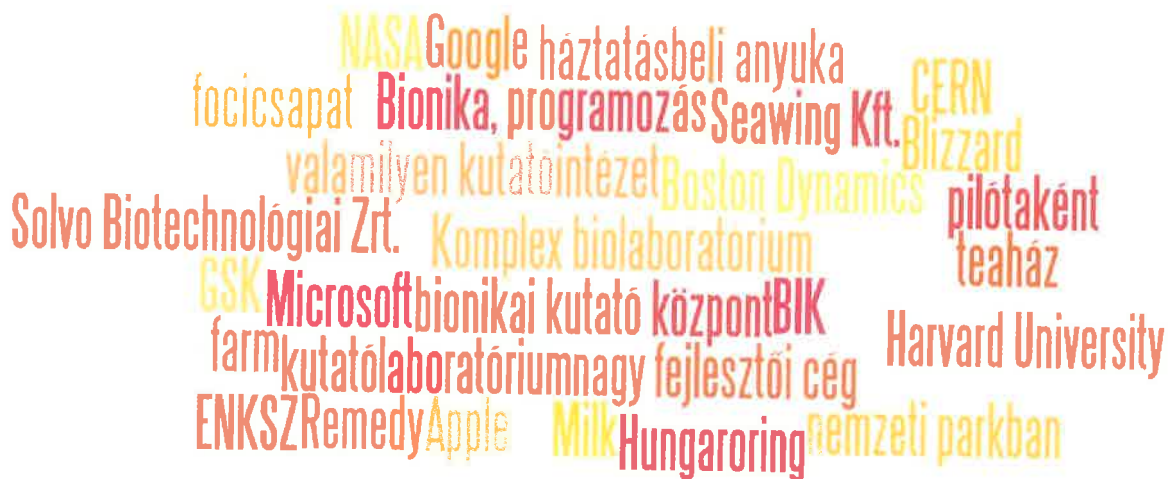 NASA Google háztatásbeli anyuka
focicsapat Bionika, programozás Seawing Kft. CERN
Blizzard
valamilyen kutatóintézet Boston Dynamics pilótaként
Solvo Biotechnológiai Zrt. Komplex biolaboratorium teaház
GSK Microsoft bionikai kutató központ BIK
farm kutatólaboratórium nagy fejlesztői cég Harvard University
ENKSZ Remedy Apple Milk Hungaroring nemzeti parkban